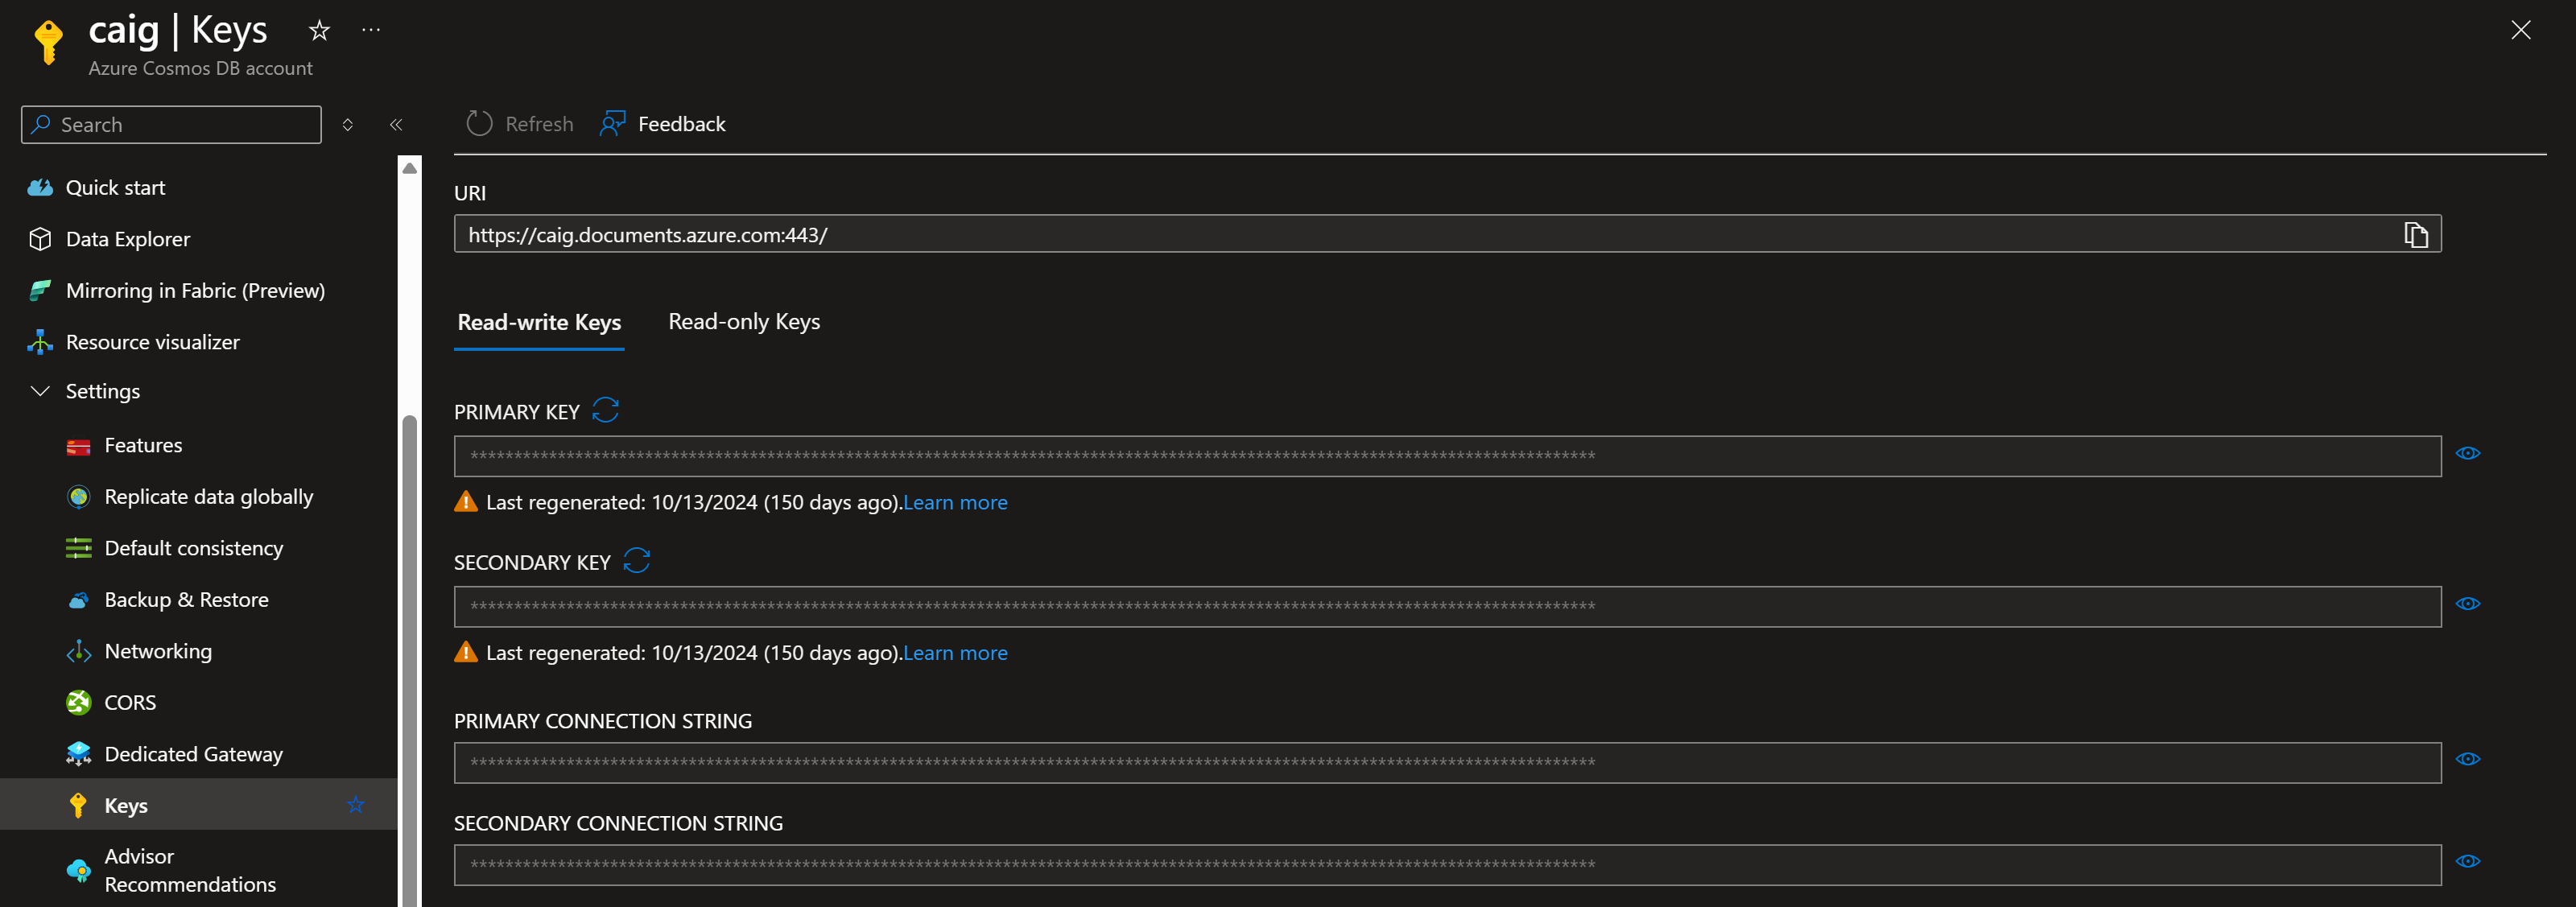 caig | Keys
Azure Cosmos DB account
Search
Quick start
Data Explorer
Mirroring in Fabric (Preview)
Resource visualizer
Settings
Features
Replicate data globally
Default consistency
Backup & Restore
Networking
CORS
Dedicated Gateway
Keys
Advisor
Recommendations
Refresh
Feedback
URI
https://caig.documents.azure.com:443/
Read-write Keys
Read-only Keys
PRIMARY KEY
Last regenerated: 10/13/2024 (150 days ago).Learn more
SECONDARY KEY
Last regenerated: 10/13/2024 (150 days ago).Learn more
PRIMARY CONNECTION STRING
SECONDARY CONNECTION STRING